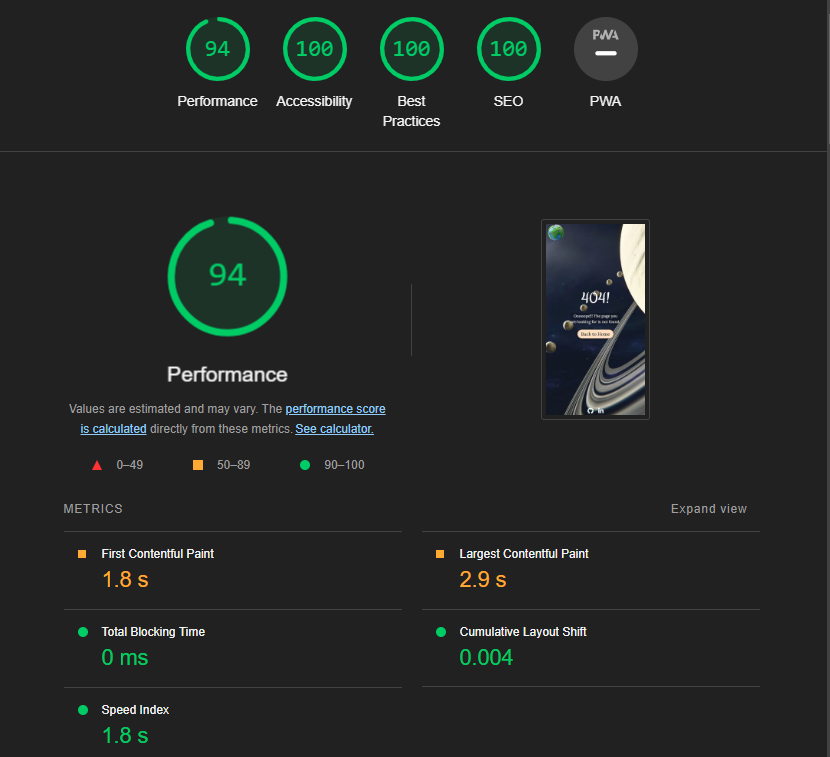 94
100
100
100
PWA
Performance
Accessibility
Best
Practices
SEO
PWA
94
Performance
Values are estimated and may vary. The performance score
is calculated directly from these metrics. See calculator.
0–49
50–89
90–100
404!
Back to Home
METRICS
Expand view
First Contentful Paint
1.8 s
Largest Contentful Paint
2.9 s
Total Blocking Time
0 ms
Cumulative Layout Shift
0.004
Speed Index
1.8 s